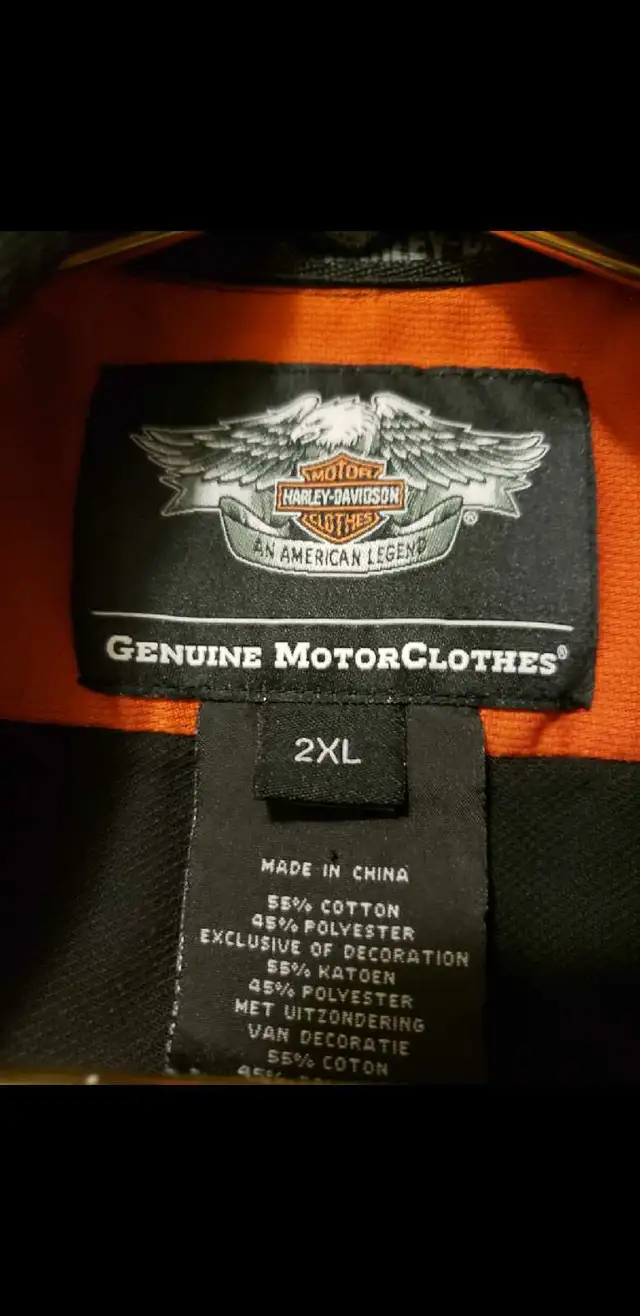 MOTOR
HARLEY-DAVIDSON
CLOTHES
®
AN AMERICAN LEGEND
GENUINE MOTORCLOTHES®
2XL
MADE IN CHINA
55% COTTON
45% POLYESTER
EXCLUSIVE OF DECORATION
55% KATOEN
45% POLYESTER
MET UITZONDERING
VAN DECORATIE
55% COTON
45%